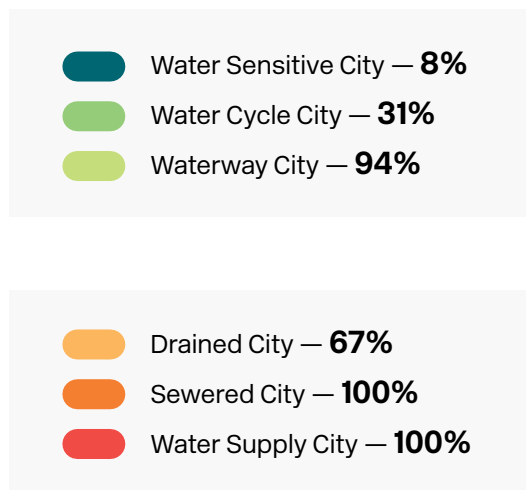 Water Sensitive City — 8%
Water Cycle City — 31%
Waterway City — 94%
Drained City — 67%
Sewered City — 100%
Water Supply City — 100%